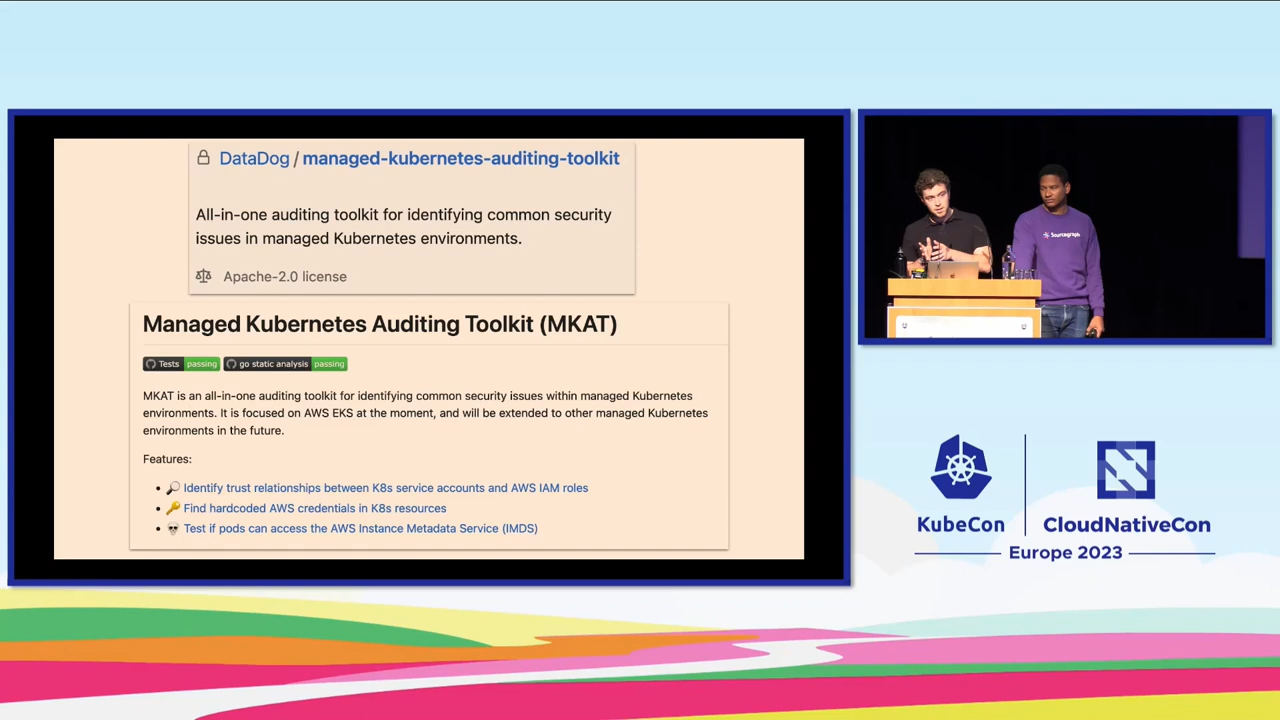 DataDog / managed-kubernetes-auditing-toolkit
All-in-one auditing toolkit for identifying common security
issues in managed Kubernetes environments.
Apache-2.0 license
Managed Kubernetes Auditing Toolkit (MKAT)
Tests passing go static analysis passing
MKAT is an all-in-one auditing toolkit for identifying common security issues within managed Kubernetes
environments. It is focused on AWS EKS at the moment, and will be extended to other managed Kubernetes
environments in the future.
Features:
• 🔎 Identify trust relationships between K8s service accounts and AWS IAM roles
• 🔑 Find hardcoded AWS credentials in K8s resources
• 💀 Test if pods can access the AWS Instance Metadata Service (IMDS)
Sourcegraph
KubeCon
CloudNativeCon
Europe 2023